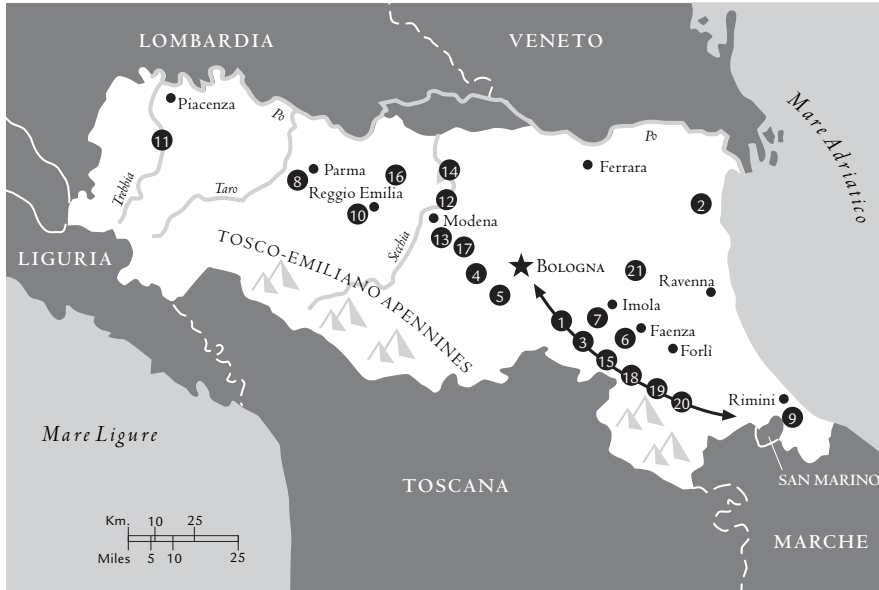 LOMBARDIA
VENETO
Mare Adriatico
Piacenza
11
Po
Po
Trebbia
Taro
Parma
8
16
Reggio Emilia
10
14
12
Modena
13
17
Secchia
Ferrara
2
LIGURIA
TOSCO-EMILIANO APENNINES
4
5
BOLOGNA
21
Ravenna
Imola
7
1
Faenza
6
3
Forlì
15
18
19
20
Rimini
9
SAN MARINO
Mare Ligure
TOSCANA
MARCHE
Km. 10 25
Miles 5 10 25